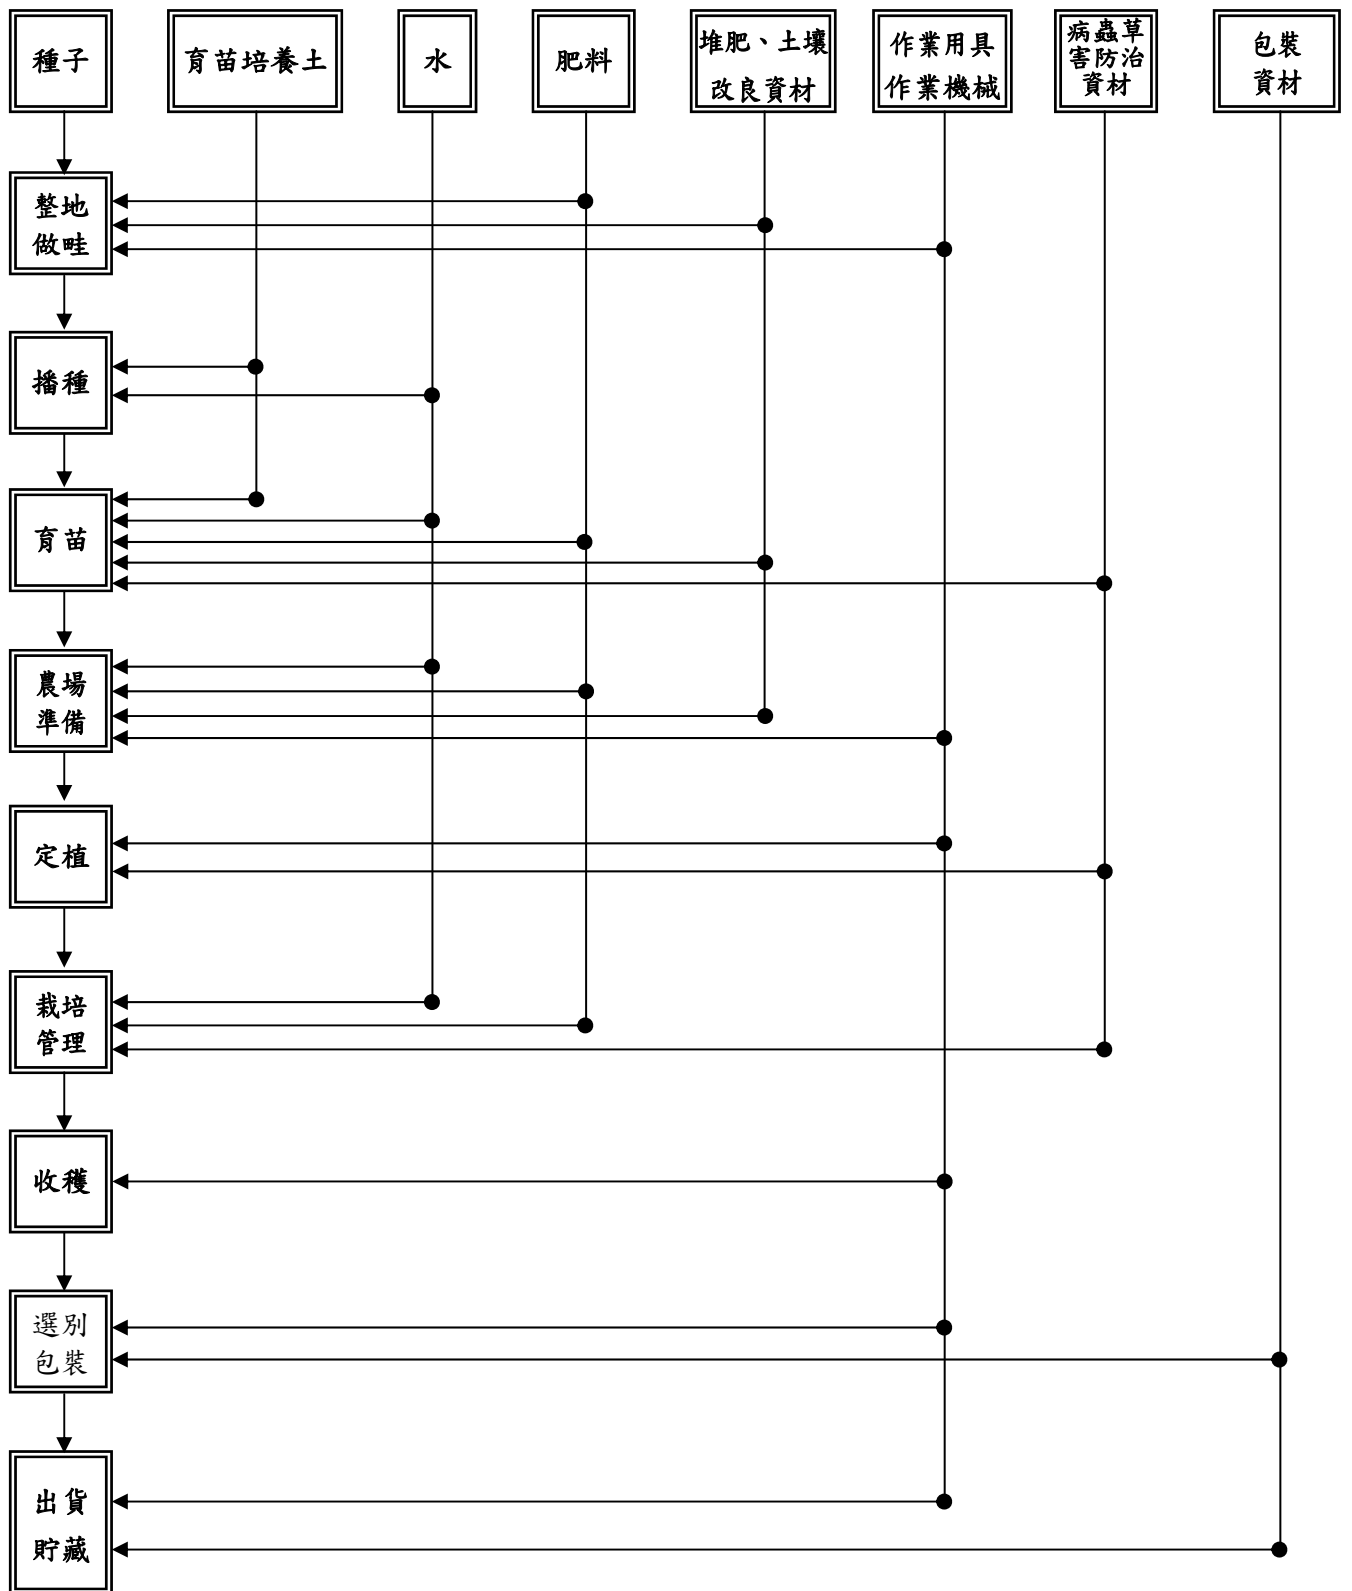 種子
育苗培養土
水
肥料
堆肥、土壤
改良資材
作業用具
作業機械
病蟲草
害防治
資材
包裝
資材
整地
做畦
播種
育苗
農場
準備
定植
栽培
管理
收穫
選別
包裝
出貨
貯藏